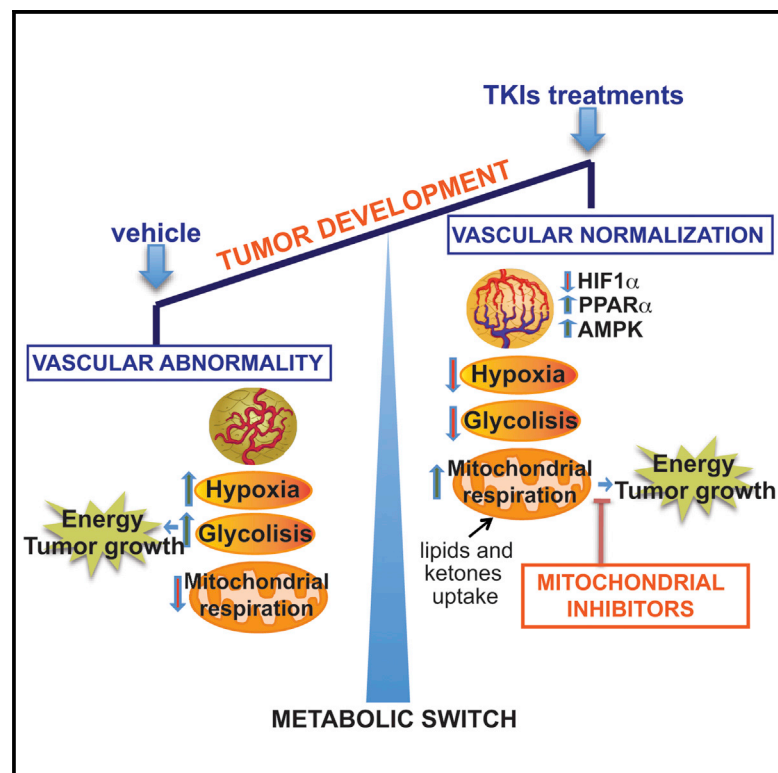 TKIs treatments
TUMOR DEVELOPMENT
vehicle
VASCULAR NORMALIZATION
HIF1α
PPARα
AMPK
VASCULAR ABNORMALITY
Hypoxia
Glycolisis
Mitochondrial
respiration
Energy
Tumor growth
lipids and
ketones
uptake
MITOCHONDRIAL
INHIBITORS
Hypoxia
Glycolisis
Mitochondrial
respiration
Energy
Tumor growth
METABOLIC SWITCH